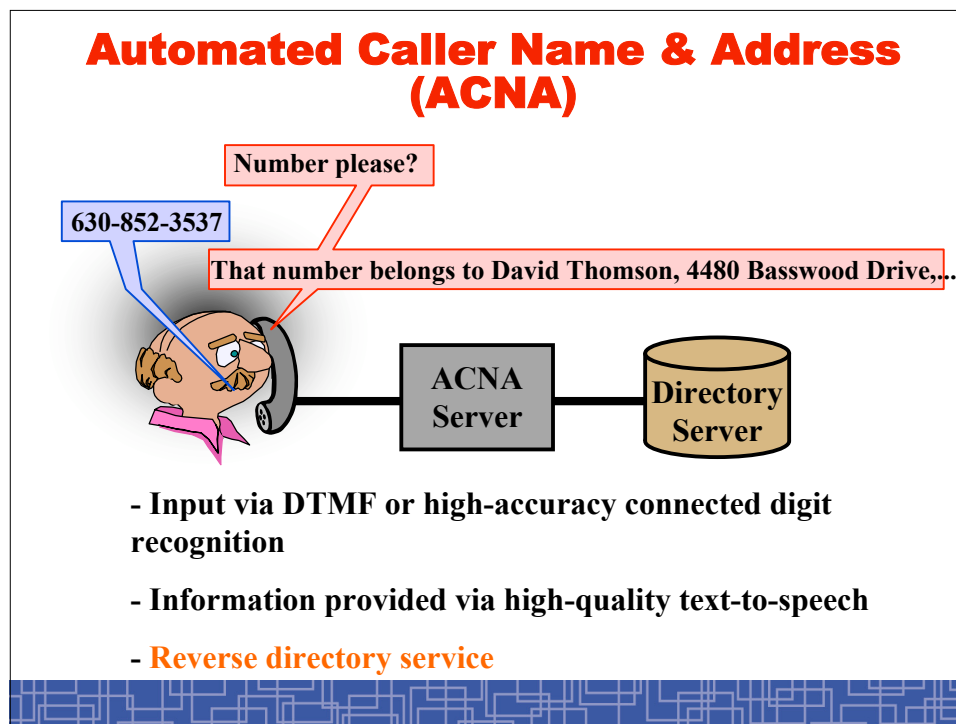 Automated Caller Name & Address
(ACNA)
Number please?
630-852-3537
That number belongs to David Thomson, 4480 Basswood Drive,...
ACNA
Server
Directory
Server
- Input via DTMF or high-accuracy connected digit
recognition
- Information provided via high-quality text-to-speech
- Reverse directory service